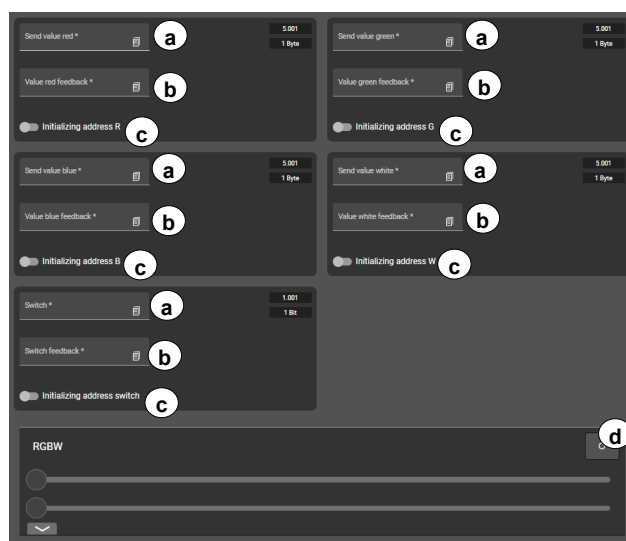 Send value red *
a
5.001
1 Byte
Value red feedback *
b
Initializing address R
c
Send value green *
a
5.001
1 Byte
Value green feedback *
b
Initializing address G
c
Send value blue *
a
5.001
1 Byte
Value blue feedback *
b
Initializing address B
c
Send value white *
a
5.001
1 Byte
Value white feedback *
b
Initializing address W
c
Switch *
a
1.001
1 Bit
Switch feedback *
b
Initializing address switch
c
RGBW
d